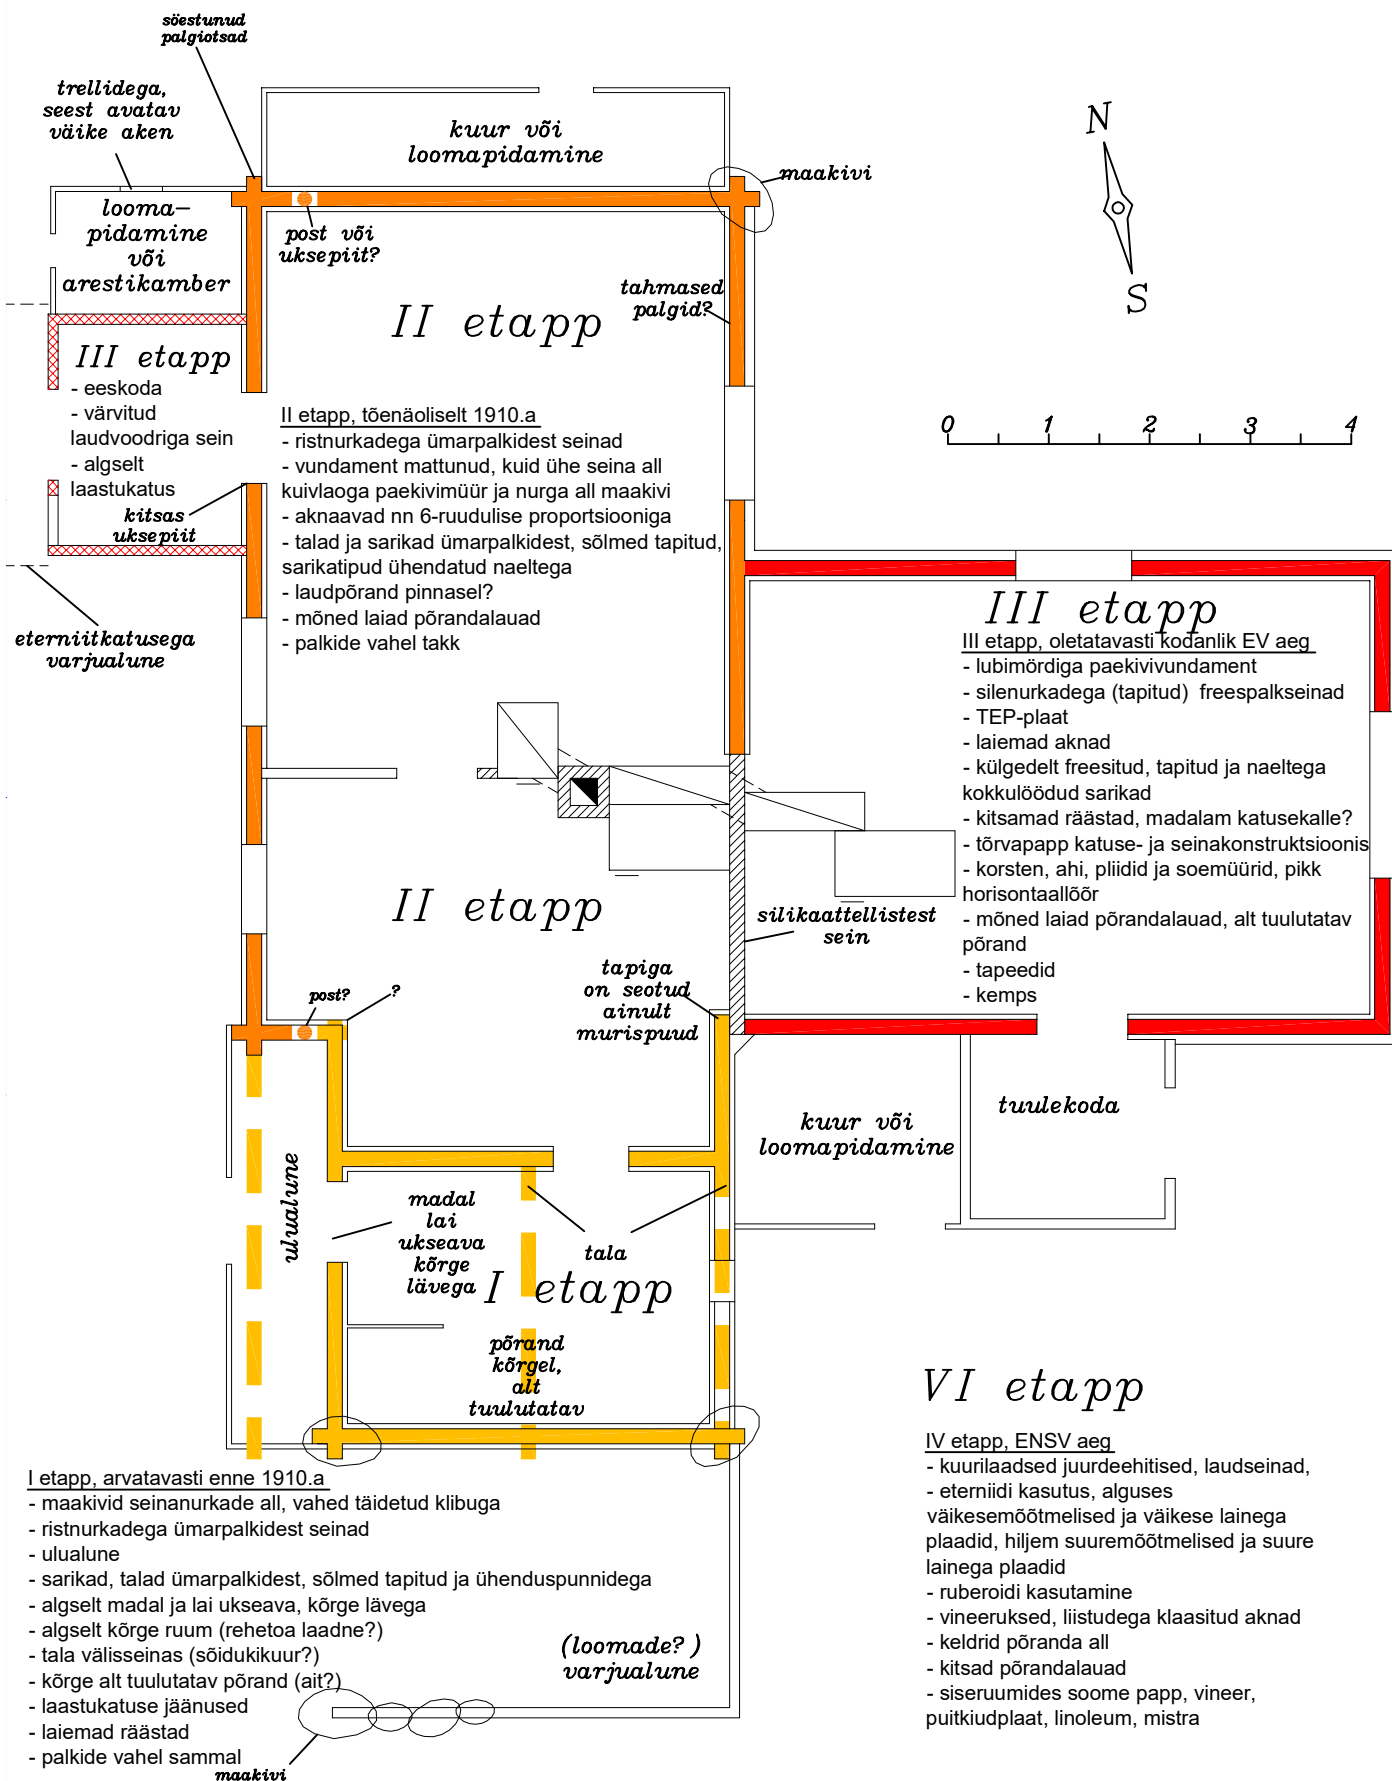 söestunud
palgiotsad
trellidega,
seest avatav
väike aken
kuur või
loomapidamine
maakivi
N
S
looma-
pidamine
või
arestikamber
post või
uksepiit?
tahmased
palgid?
II etapp
III etapp
- eeskoda
- värvitud
laudvoodriga sein
- algselt
laastukatus
kitsas
uksepiit
II etapp, tõenäoliselt 1910.a
- ristnurkadega ümarpalkidest seinad
- vundament mattunud, kuid ühe seina all
kuivlaoga paekivimüür ja nurga all maakivi
- aknaavad nn 6-ruudulise proportsiooniga
- talad ja sarikad ümarpalkidest, sõlmed tapitud,
sarikatipud ühendatud naeltega
- laudpõrand pinnasel?
- mõned laiad põrandalauad
- palkide vahel takk
0 1 2 3 4
eterniitkatusega
varjualune
III etapp
III etapp, oletatavasti kodanlik EV aeg
- lubimördiga paekivivundament
- silenurkadega (tapitud) freespalkseinad
- TEP-plaat
- laiemad aknad
- külgedelt freesitud, tapitud ja naeltega
kokkulöödud sarikad
- kitsamad räästad, madalam katusekalle?
- tõrvapapp katuse- ja seinakonstruktsioonis
- korsten, ahi, pliidid ja soemüürid, pikk
horisontaallõõr
- mõned laiad põrandalauad, alt tuulutatav
põrand
- tapeedid
- kemps
II etapp
silikaattellistest
sein
tapiga
on seotud
ainult
murispuud
post?
?
kuur või
loomapidamine
tuulekoda
ulualune
madal
lai
ukseava
kõrge
lävega
tala
I etapp
põrand
kõrgel,
alt
tuulutatav
VI etapp
IV etapp, ENSV aeg
- kuurilaadsed juurdeehitised, laudseinad,
- eterniidi kasutus, alguses
väikesemõõtmelised ja väikese lainega
plaadid, hiljem suuremõõtmelised ja suure
lainega plaadid
- ruberoidi kasutamine
- vineeruksed, liistudega klaasitud aknad
- keldrid põranda all
- kitsad põrandalauad
- siseruumides soome papp, vineer,
puitkiudplaat, linoleum, mistra
I etapp, arvatavasti enne 1910.a
- maakivid seinanurkade all, vahed täidetud klibuga
- ristnurkadega ümarpalkidest seinad
- ulualune
- sarikad, talad ümarpalkidest, sõlmed tapitud ja ühenduspunnidega
- algselt madal ja lai ukseava, kõrge lävega
- algselt kõrge ruum (rehetoa laadne?)
- tala välisseinas (sõidukikuur?)
- kõrge alt tuulutatav põrand (ait?)
- laastukatuse jäänused
- laiemad räästad
- palkide vahel sammal
(loomade?)
varjualune
maakivi